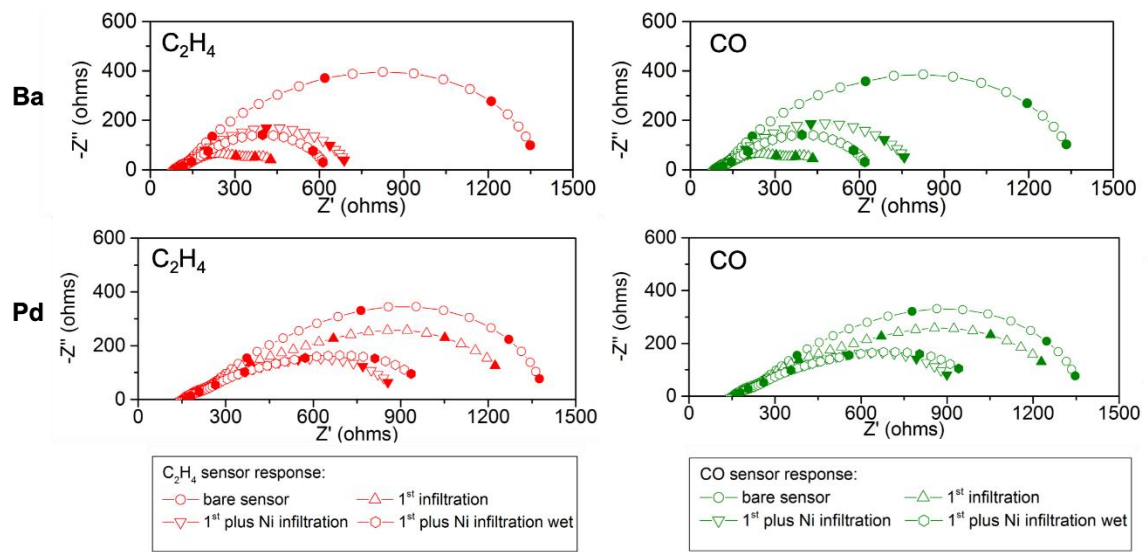 C₂H₄
CO
Ba
-Z'' (ohms)
600
400
200
0
0 300 600 900 1200 1500
Z' (ohms)
-Z'' (ohms)
600
400
200
0
0 300 600 900 1200 1500
Z' (ohms)
C₂H₄
CO
Pd
-Z'' (ohms)
600
400
200
0
0 300 600 900 1200 1500
Z' (ohms)
-Z'' (ohms)
600
400
200
0
0 300 600 900 1200 1500
Z' (ohms)
C₂H₄ sensor response:
bare sensor 1ˢᵗ infiltration
1ˢᵗ plus Ni infiltration 1ˢᵗ plus Ni infiltration wet
CO sensor response:
bare sensor 1ˢᵗ infiltration
1ˢᵗ plus Ni infiltration 1ˢᵗ plus Ni infiltration wet